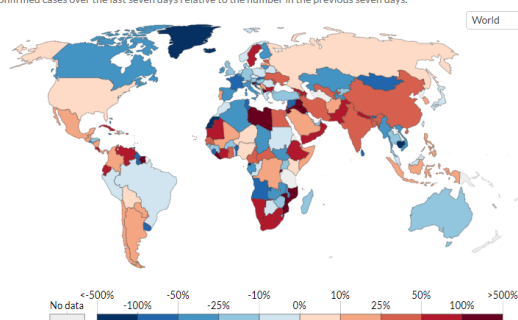 onfirmed cases over the last seven days relative to the number in the previous seven days.
World
<-500% -50% -10% 10% 50% >500%
No data -100% -25% 0% 25% 100%